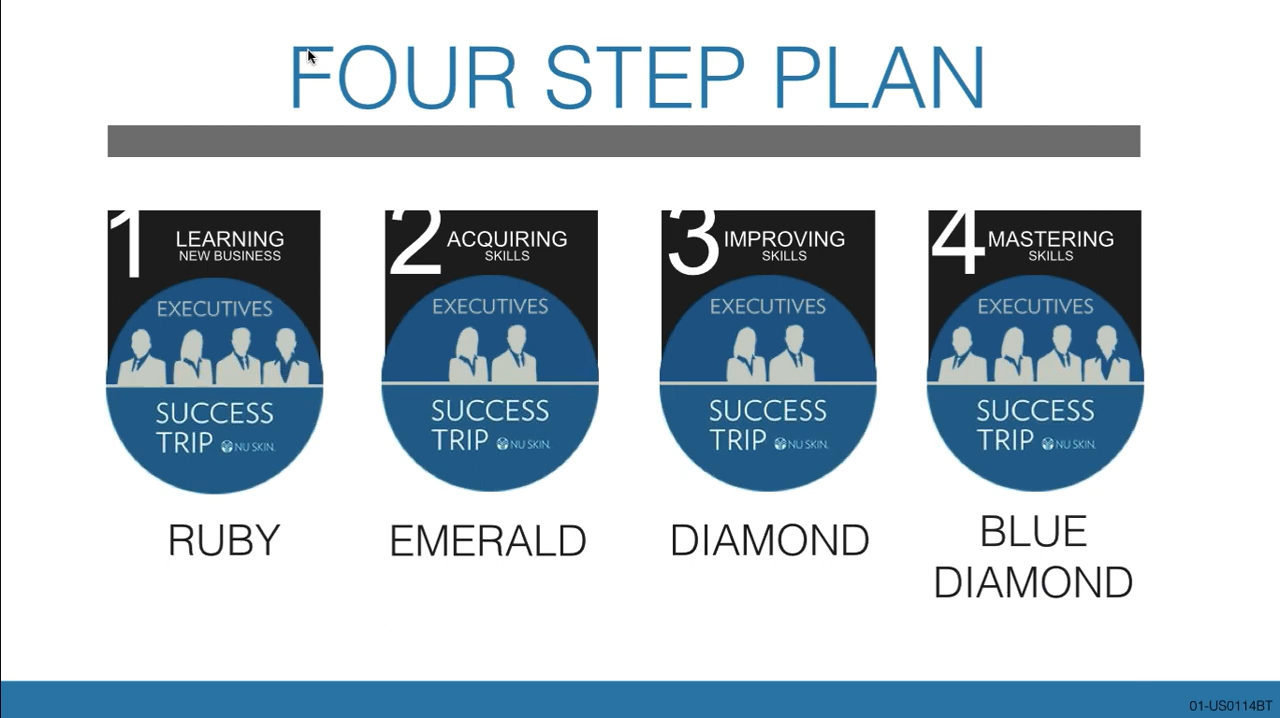 FOUR STEP PLAN
1 LEARNING
NEW BUSINESS
EXECUTIVES
SUCCESS
TRIP NU SKIN
RUBY
2 ACQUIRING
SKILLS
EXECUTIVES
SUCCESS
TRIP NU SKIN
EMERALD
3 IMPROVING
SKILLS
EXECUTIVES
SUCCESS
TRIP NU SKIN
DIAMOND
4 MASTERING
SKILLS
EXECUTIVES
SUCCESS
TRIP NU SKIN
BLUE
DIAMOND
01-US0114BT